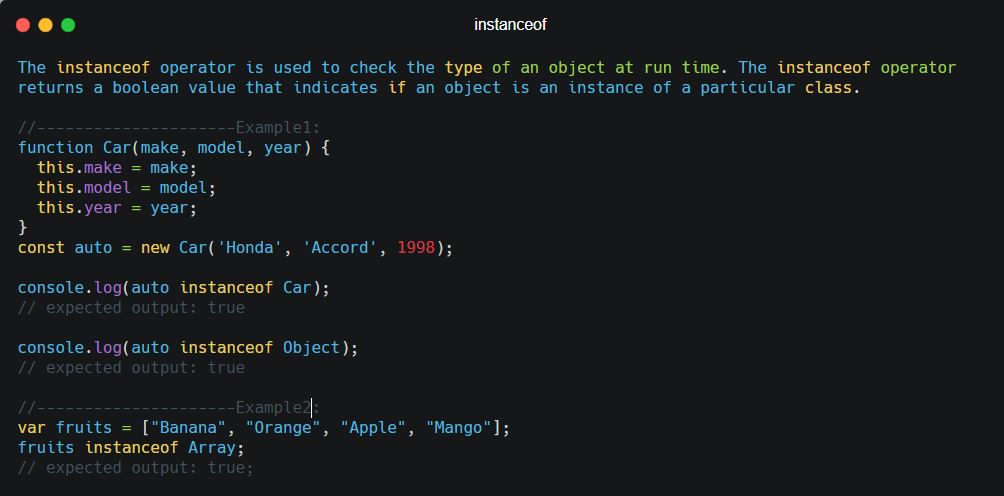 instanceof
The instanceof operator is used to check the type of an object at run time. The instanceof operator
returns a boolean value that indicates if an object is an instance of a particular class.
//---------------------Example1:
function Car(make, model, year) {
  this.make = make;
  this.model = model;
  this.year = year;
}
const auto = new Car('Honda', 'Accord', 1998);
console.log(auto instanceof Car);
// expected output: true
console.log(auto instanceof Object);
// expected output: true
//---------------------Example2:
var fruits = ["Banana", "Orange", "Apple", "Mango"];
fruits instanceof Array;
// expected output: true;